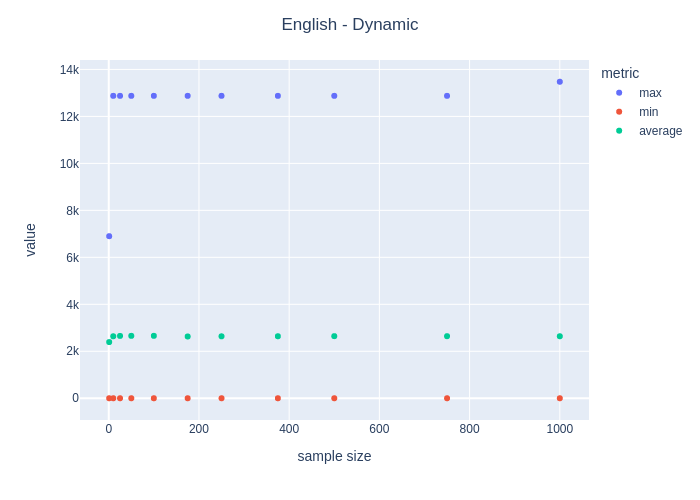 English - Dynamic
metric
max
min
average
value
14k
12k
10k
8k
6k
4k
2k
0
0 200 400 600 800 1000
sample size